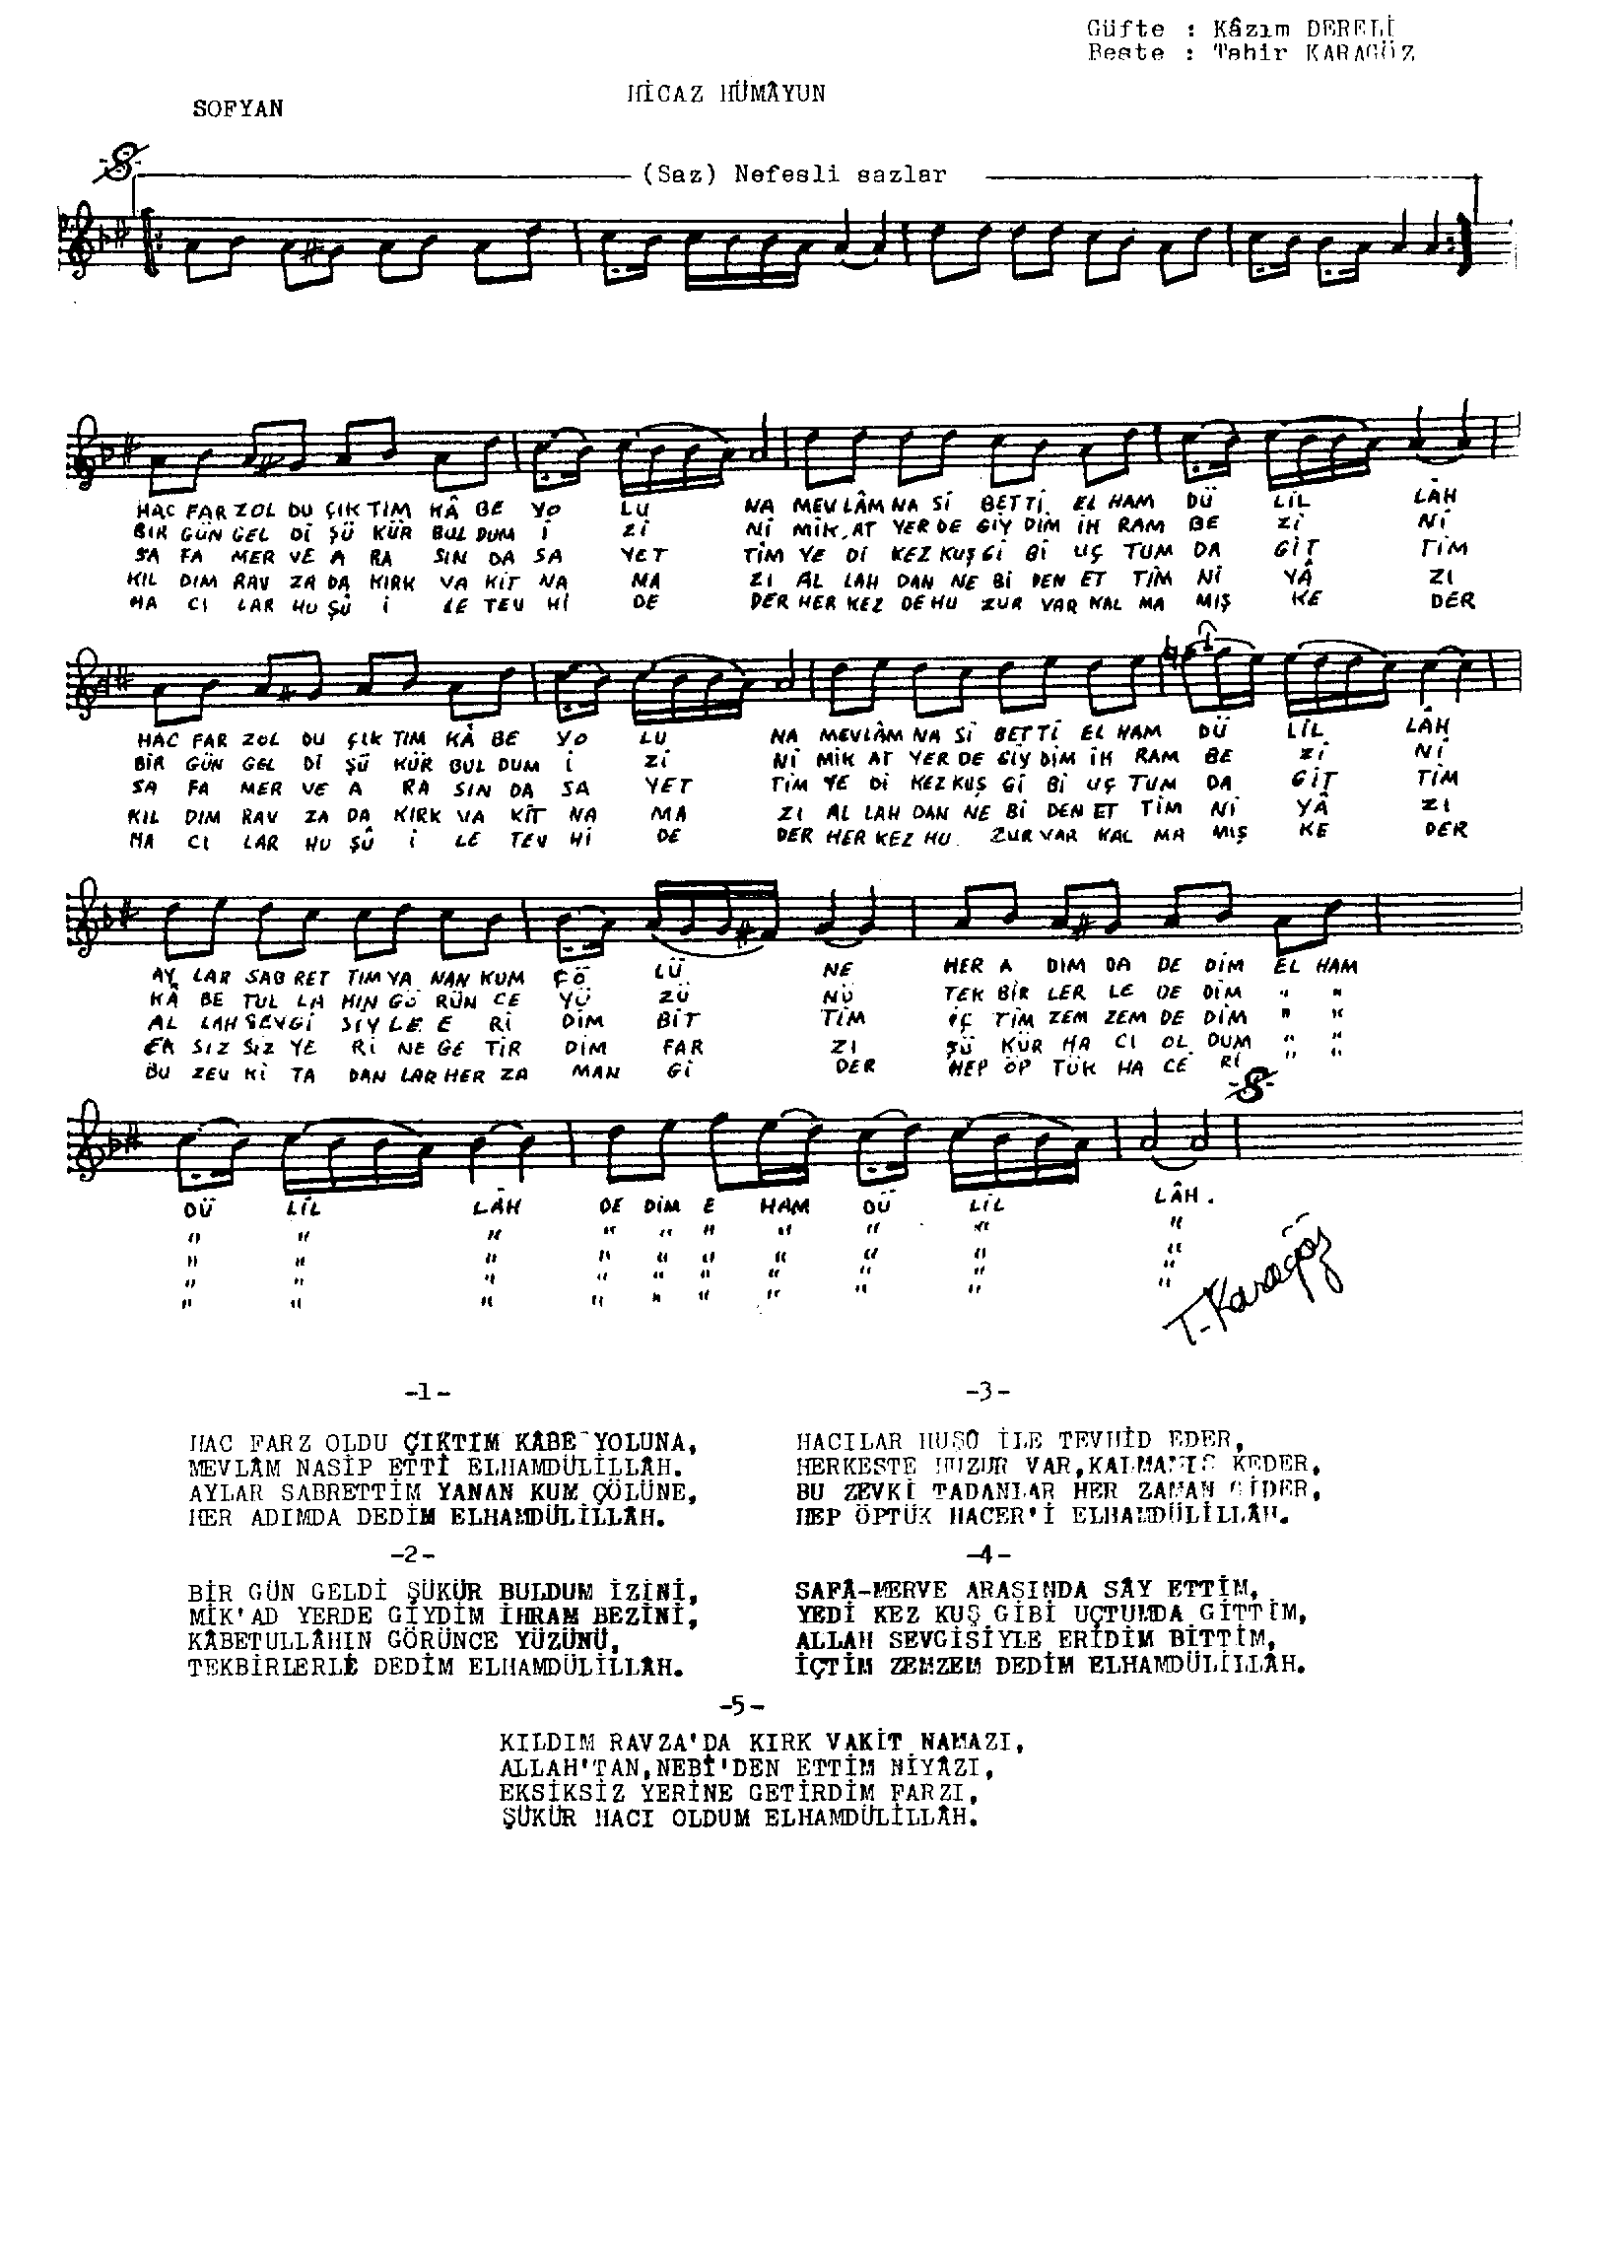 Güfte : Kâzım DERELİ
Beste : Tahir KARAGÖZ
HİCAZ HÜMÂYUN
SOFYAN
(Saz) Nefesli sazlar
HAC FAR ZOL DU ÇIK TIM KÂ BE YO LU NA MEV LÂM NA Sİ BET Tİ EL HAM DÜ LİL LÂH
BİR GÜN GEL Dİ ŞÜ KÜR BUL DUM İ Zİ Nİ MİK AT YER DE GİY DİM İH RAM BE Zİ Nİ
SA FA MER VE A RA SIN DA SA YET TİM YE Dİ KEZ KUŞ Gİ Bİ UÇ TUM DA GİT TİM
KIL DIM RAV ZA DA KIRK VA KİT NA MA ZI AL LAH DAN NE Bİ DEN ET TİM Nİ YÂ ZI
HA CI LAR HU ŞÛ İ LE TEV Hİ DE DER HER KEZ DE HU ZUR VAR KAL MA MIŞ KE DER
HAC FAR ZOL DU ÇIK TIM KÂ BE YO LU NA MEV LÂM NA Sİ BET Tİ EL HAM DÜ LİL LÂH
BİR GÜN GEL Dİ ŞÜ KÜR BUL DUM İ Zİ Nİ MİK AT YER DE GİY DİM İH RAM BE Zİ Nİ
SA FA MER VE A RA SIN DA SA YET TİM YE Dİ KEZ KUŞ Gİ Bİ UÇ TUM DA GİT TİM
KIL DIM RAV ZA DA KIRK VA KİT NA MA ZI AL LAH DAN NE Bİ DEN ET TİM Nİ YÂ ZI
HA CI LAR HU ŞÛ İ LE TEV Hİ DE DER HER KEZ HU ZUR VAR KAL MA MIŞ KE DER
AY LAR SAB RET TIM YA NAN KUM ÇÖ LÜ NE HER A DIM DA DE DİM EL HAM
KÂ BE TUL LA HIN GÖ RÜN CE YÜ ZÜ NÜ TEK BİR LER LE DE DİM " "
AL LAH SEVGİ SİY LE E Rİ DİM BİT TİM İÇ TİM ZEM ZEM DE DİM " "
EK SIZ SİZ YE Rİ NE GE TİR DİM FAR ZI ŞÜ KÜR HA CI OL DUM " "
BU ZEV Kİ TA DAN LAR HER ZA MAN Gİ DER HEP ÖP TÜK HA CE Rİ " "
DÜ LİL LÂH DE DİM E HAM DÜ LİL LÂH.
" " " " " " " " " "
" " " " " " " " " "
" " " " " " " " " "
" " " " " " " " "
T. Karagöz
-1-
HAC FARZ OLDU ÇIKTIM KÂBE YOLUNA,
MEVLÂM NASİP ETTİ ELHAMDÜLİLLÂH.
AYLAR SABRETTİM YANAN KUM ÇÖLÜNE,
HER ADIMDA DEDİM ELHAMDÜLİLLÂH.
-2-
BİR GÜN GELDİ ŞÜKÜR BULDUM İZİNİ,
MİK'AD YERDE GİYDİM İHRAM BEZİNİ,
KÂBETULLÂHIN GÖRÜNCE YÜZÜNÜ,
TEKBİRLERLE DEDİM ELHAMDÜLİLLÂH.
-3-
HACILAR HUŞÛ İLE TEVHİD EDER,
HERKESTE HUZUR VAR,KALMAMIŞ KEDER,
BU ZEVKİ TADANLAR HER ZAMAN GİDER,
HEP ÖPTÜK HACER'İ ELHAMDÜLİLLÂH.
-4-
SAFÂ-MERVE ARASINDA SÂY ETTİM,
YEDİ KEZ KUŞ GİBİ UÇTUMDA GİTTİM,
ALLAH SEVGİSİYLE ERİDİM BİTTİM,
İÇTİM ZEMZEM DEDİM ELHAMDÜLİLLÂH.
-5-
KILDIM RAVZA'DA KIRK VAKİT NAMAZI,
ALLAH'TAN,NEBİ'DEN ETTİM NİYÂZI,
EKSİKSİZ YERİNE GETİRDİM FARZI,
ŞÜKÜR HACI OLDUM ELHAMDÜLİLLÂH.